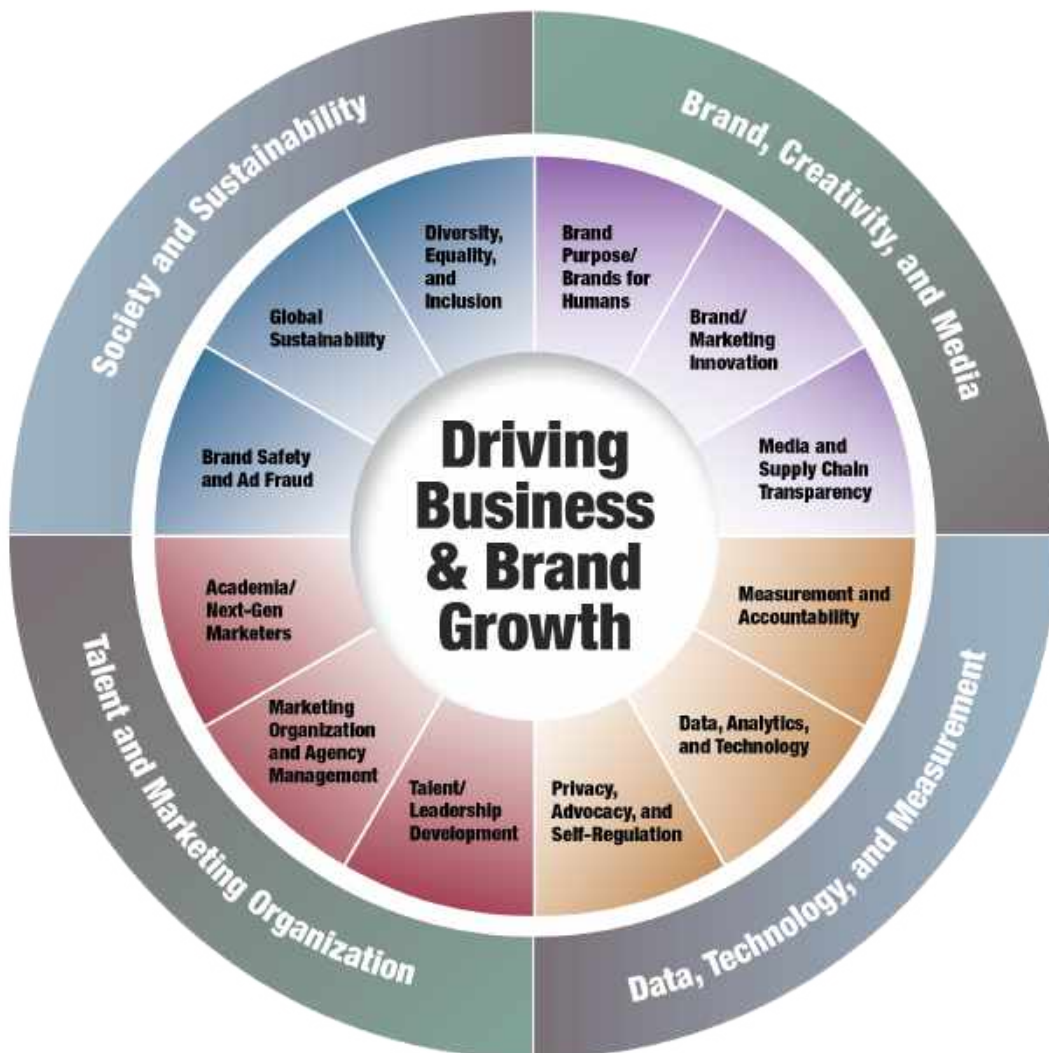 Society and Sustainability
Brand, Creativity, and Media
Diversity,
Equality,
and
Inclusion
Brand
Purpose/
Brands for
Humans
Global
Sustainability
Brand/
Marketing
Innovation
Brand Safety
and Ad Fraud
Media and
Supply Chain
Transparency
Driving
Business
& Brand
Growth
Academia/
Next-Gen
Marketers
Measurement and
Accountability
Marketing
Organization
and Agency
Management
Data, Analytics,
and Technology
Talent/
Leadership
Development
Privacy,
Advocacy, and
Self-Regulation
Talent and Marketing Organization
Data, Technology, and Measurement